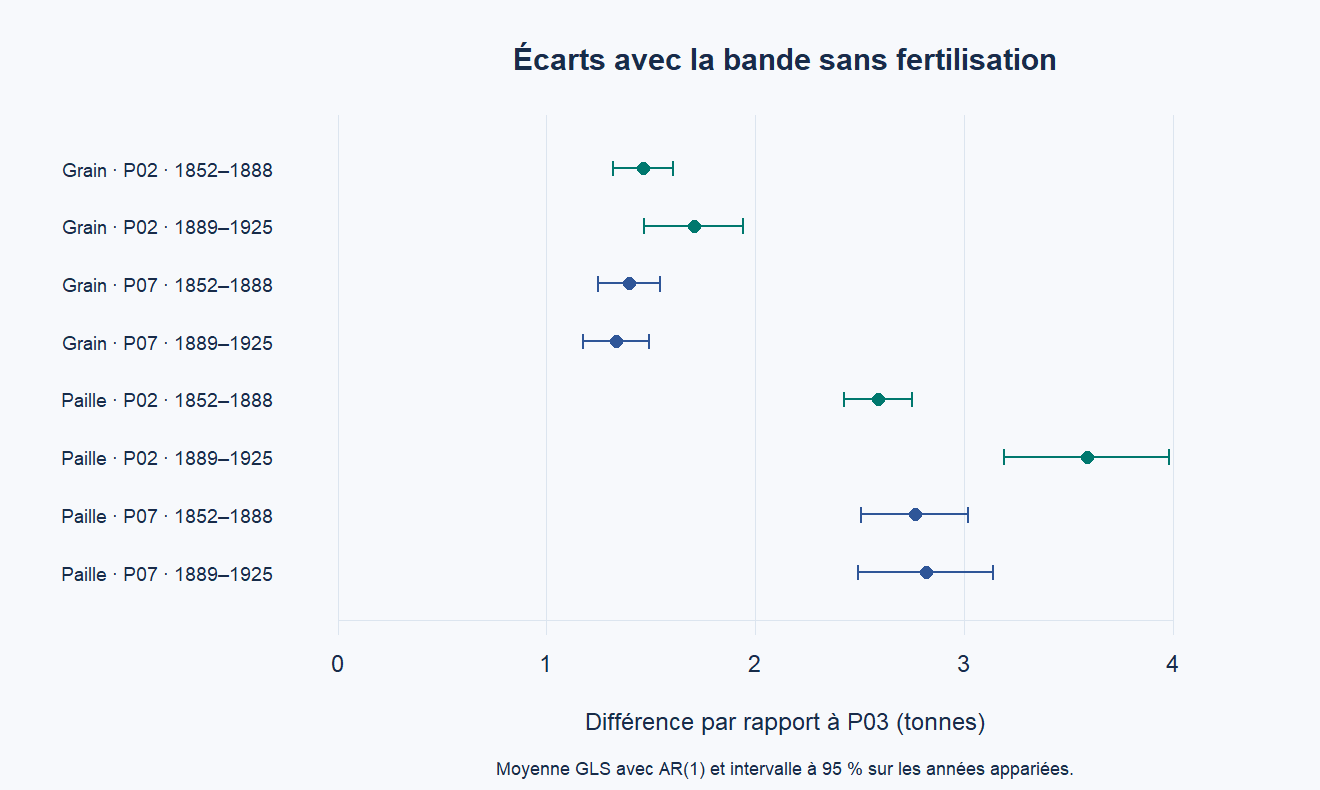 Écarts avec la bande sans fertilisation
Grain · P02 · 1852–1888
Grain · P02 · 1889–1925
Grain · P07 · 1852–1888
Grain · P07 · 1889–1925
Paille · P02 · 1852–1888
Paille · P02 · 1889–1925
Paille · P07 · 1852–1888
Paille · P07 · 1889–1925
0 1 2 3 4
Différence par rapport à P03 (tonnes)
Moyenne GLS avec AR(1) et intervalle à 95 % sur les années appariées.